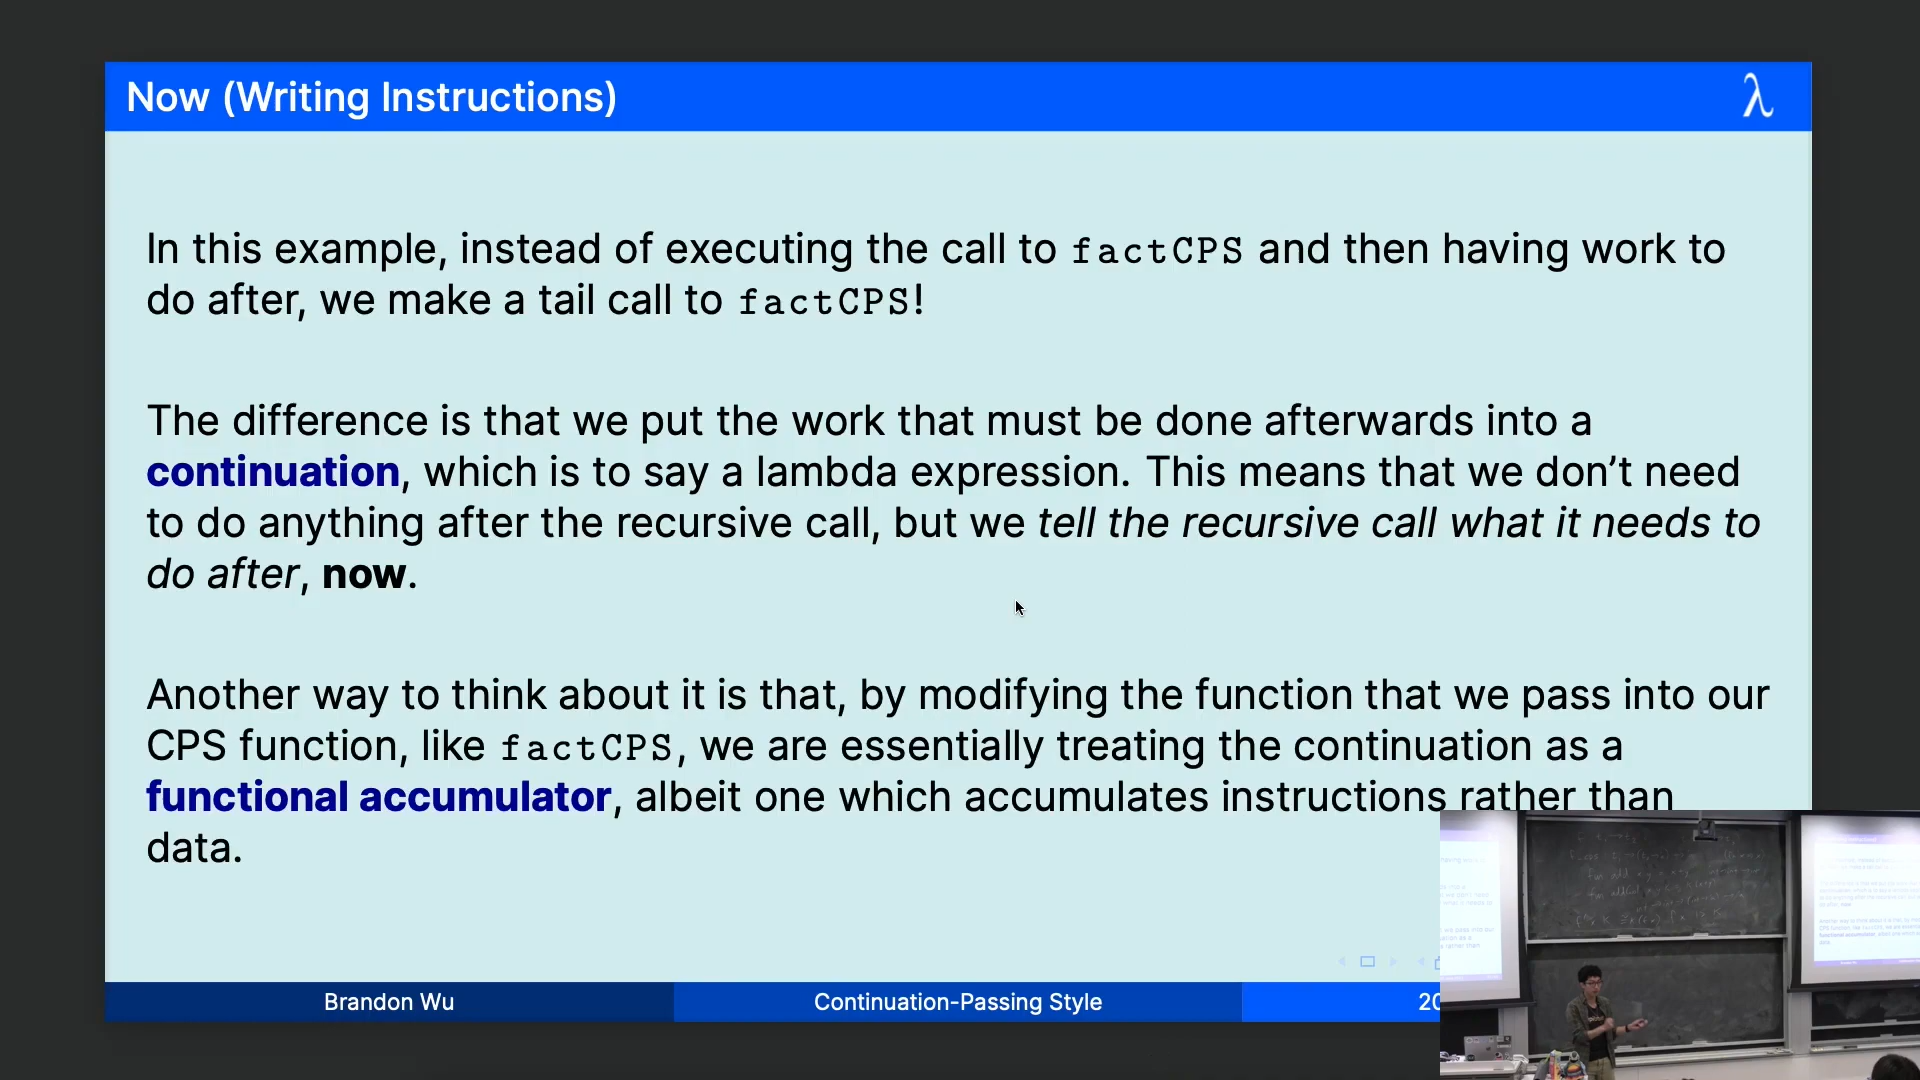 Now (Writing Instructions)
λ
In this example, instead of executing the call to factCPS and then having work to
do after, we make a tail call to factCPS!
The difference is that we put the work that must be done afterwards into a
continuation, which is to say a lambda expression. This means that we don’t need
to do anything after the recursive call, but we tell the recursive call what it needs to
do after, now.
Another way to think about it is that, by modifying the function that we pass into our
CPS function, like factCPS, we are essentially treating the continuation as a
functional accumulator, albeit one which accumulates instructions rather than
data.
Brandon Wu
Continuation-Passing Style